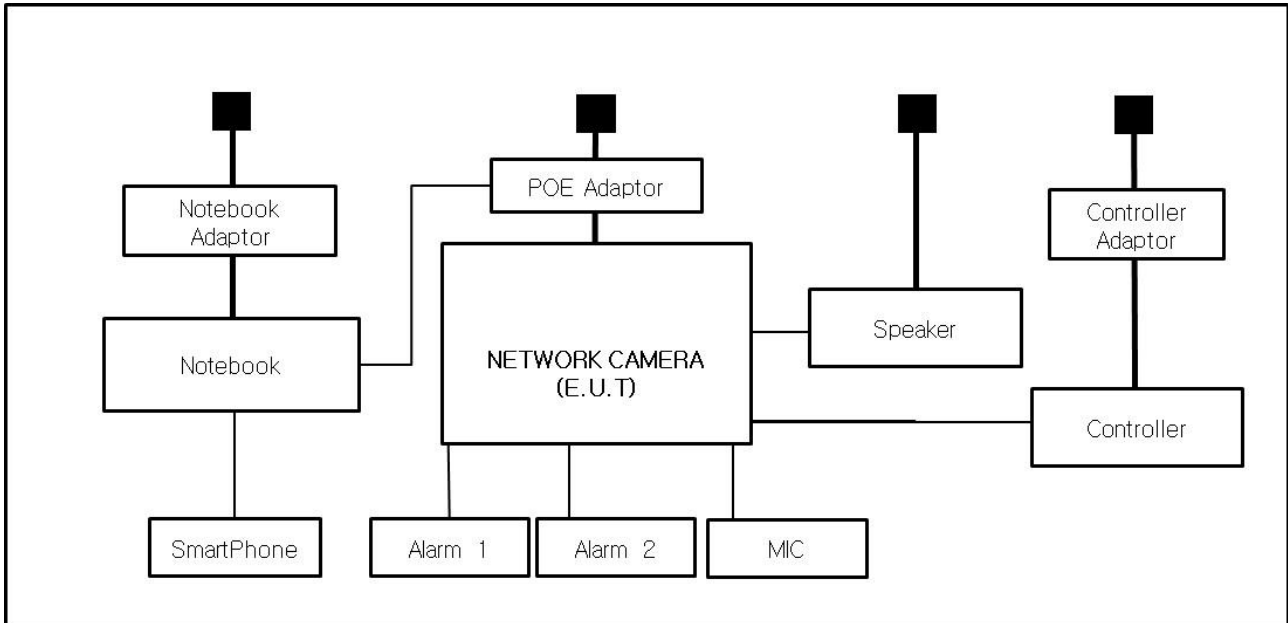 POE Adaptor
Notebook
Adaptor
Controller
Adaptor
Speaker
Notebook
NETWORK CAMERA
(E.U.T)
Controller
SmartPhone
Alarm 1
Alarm 2
MIC